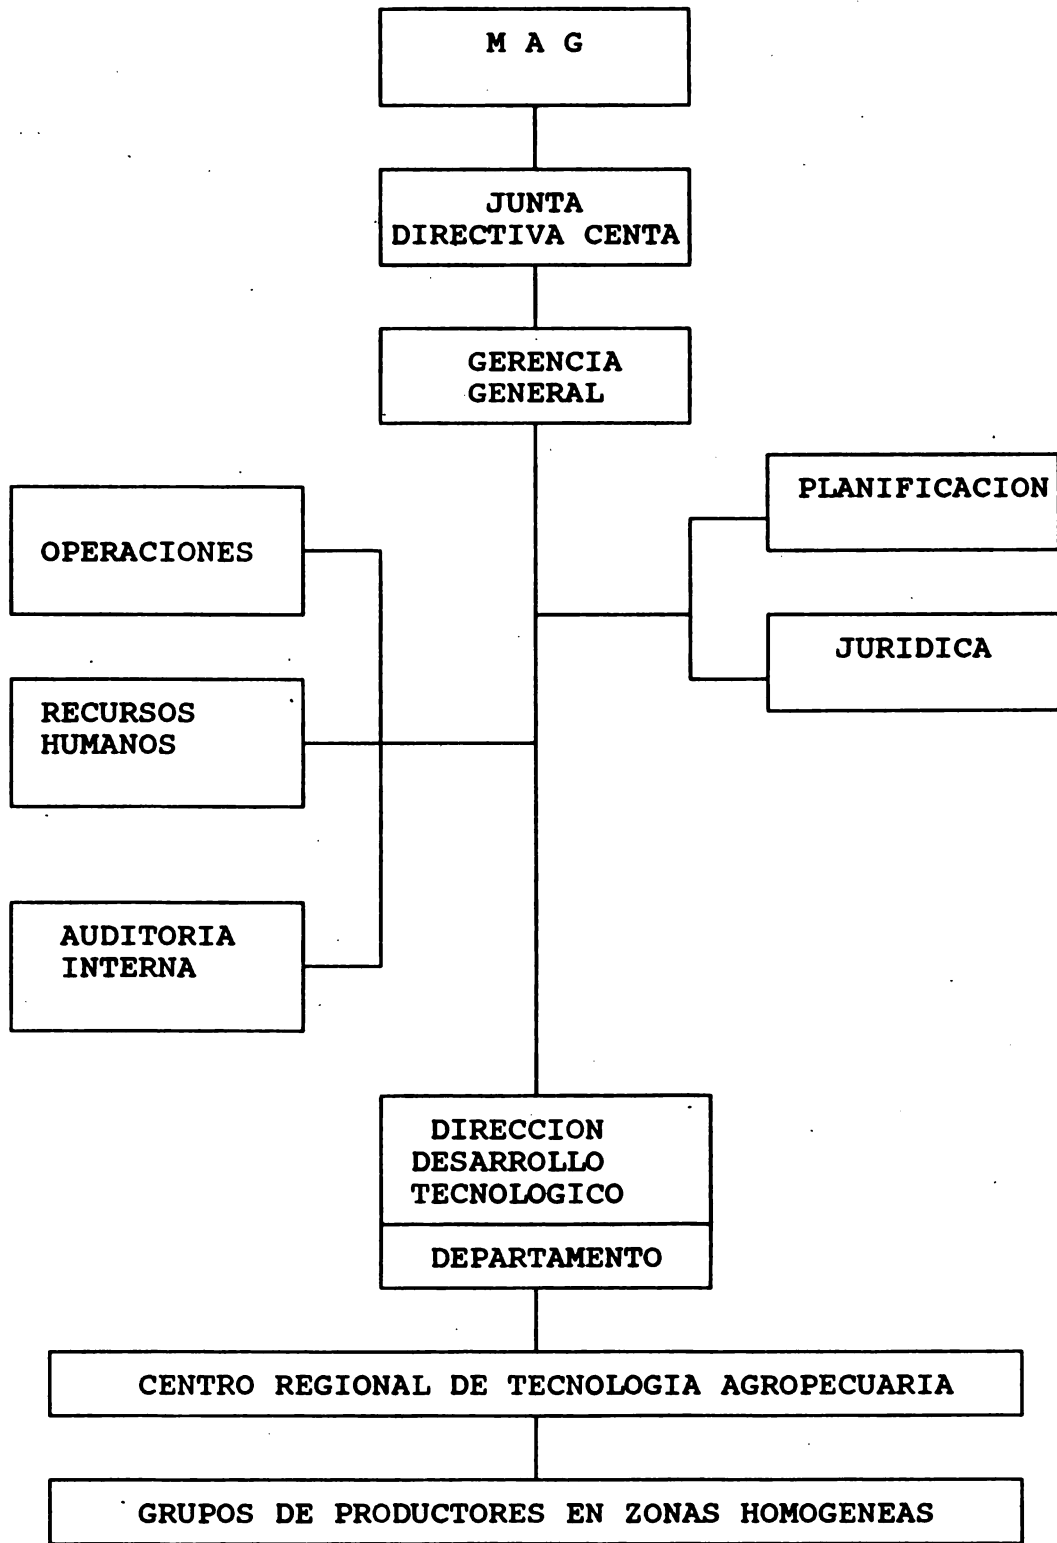 M A G
JUNTA
DIRECTIVA CENTA
GERENCIA
GENERAL
PLANIFICACION
OPERACIONES
JURIDICA
RECURSOS
HUMANOS
AUDITORIA
INTERNA
DIRECCION
DESARROLLO
TECNOLOGICO
DEPARTAMENTO
CENTRO REGIONAL DE TECNOLOGIA AGROPECUARIA
GRUPOS DE PRODUCTORES EN ZONAS HOMOGENEAS